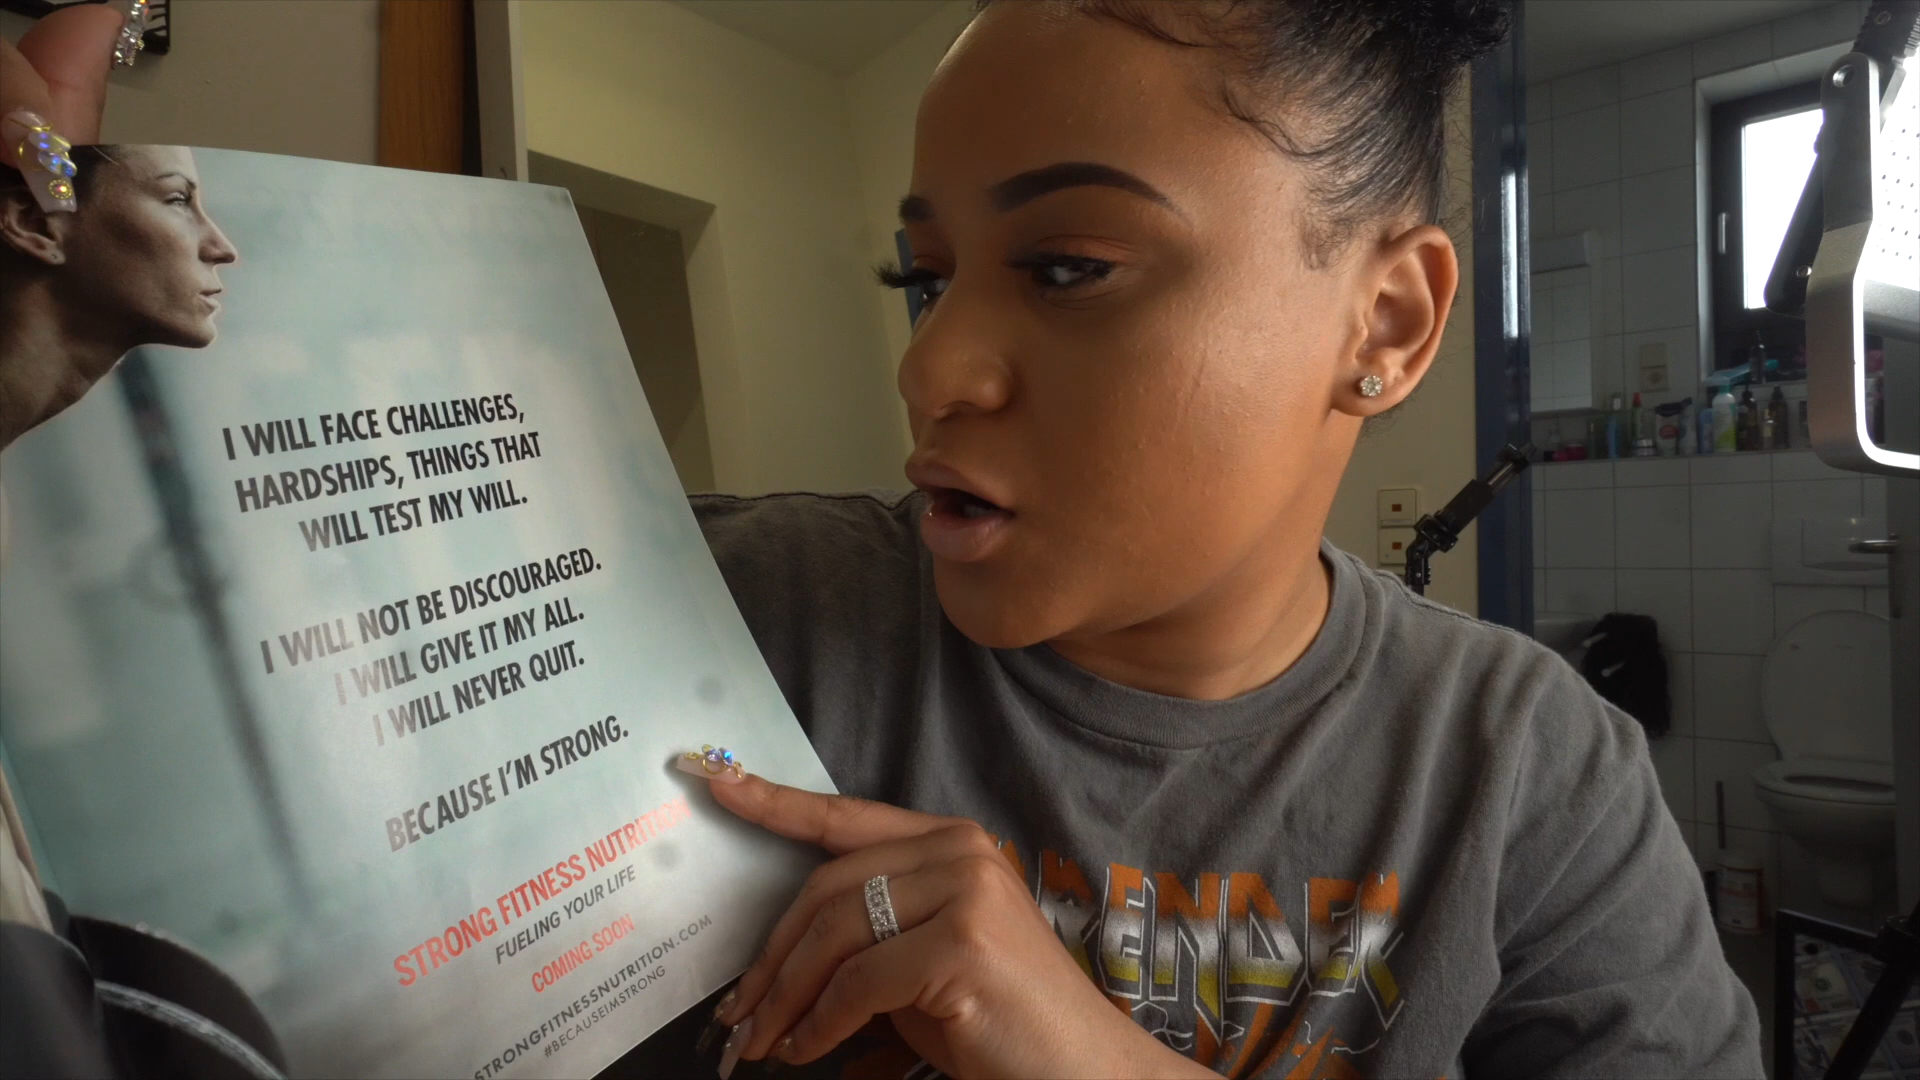 I WILL FACE CHALLENGES,
HARDSHIPS, THINGS THAT
WILL TEST MY WILL.
I WILL NOT BE DISCOURAGED.
I WILL GIVE IT MY ALL.
I WILL NEVER QUIT.
BECAUSE I'M STRONG.
STRONG FITNESS NUTRITION
FUELING YOUR LIFE
COMING SOON
STRONGFITNESSNUTRITION.COM
#BECAUSEIMSTRONG